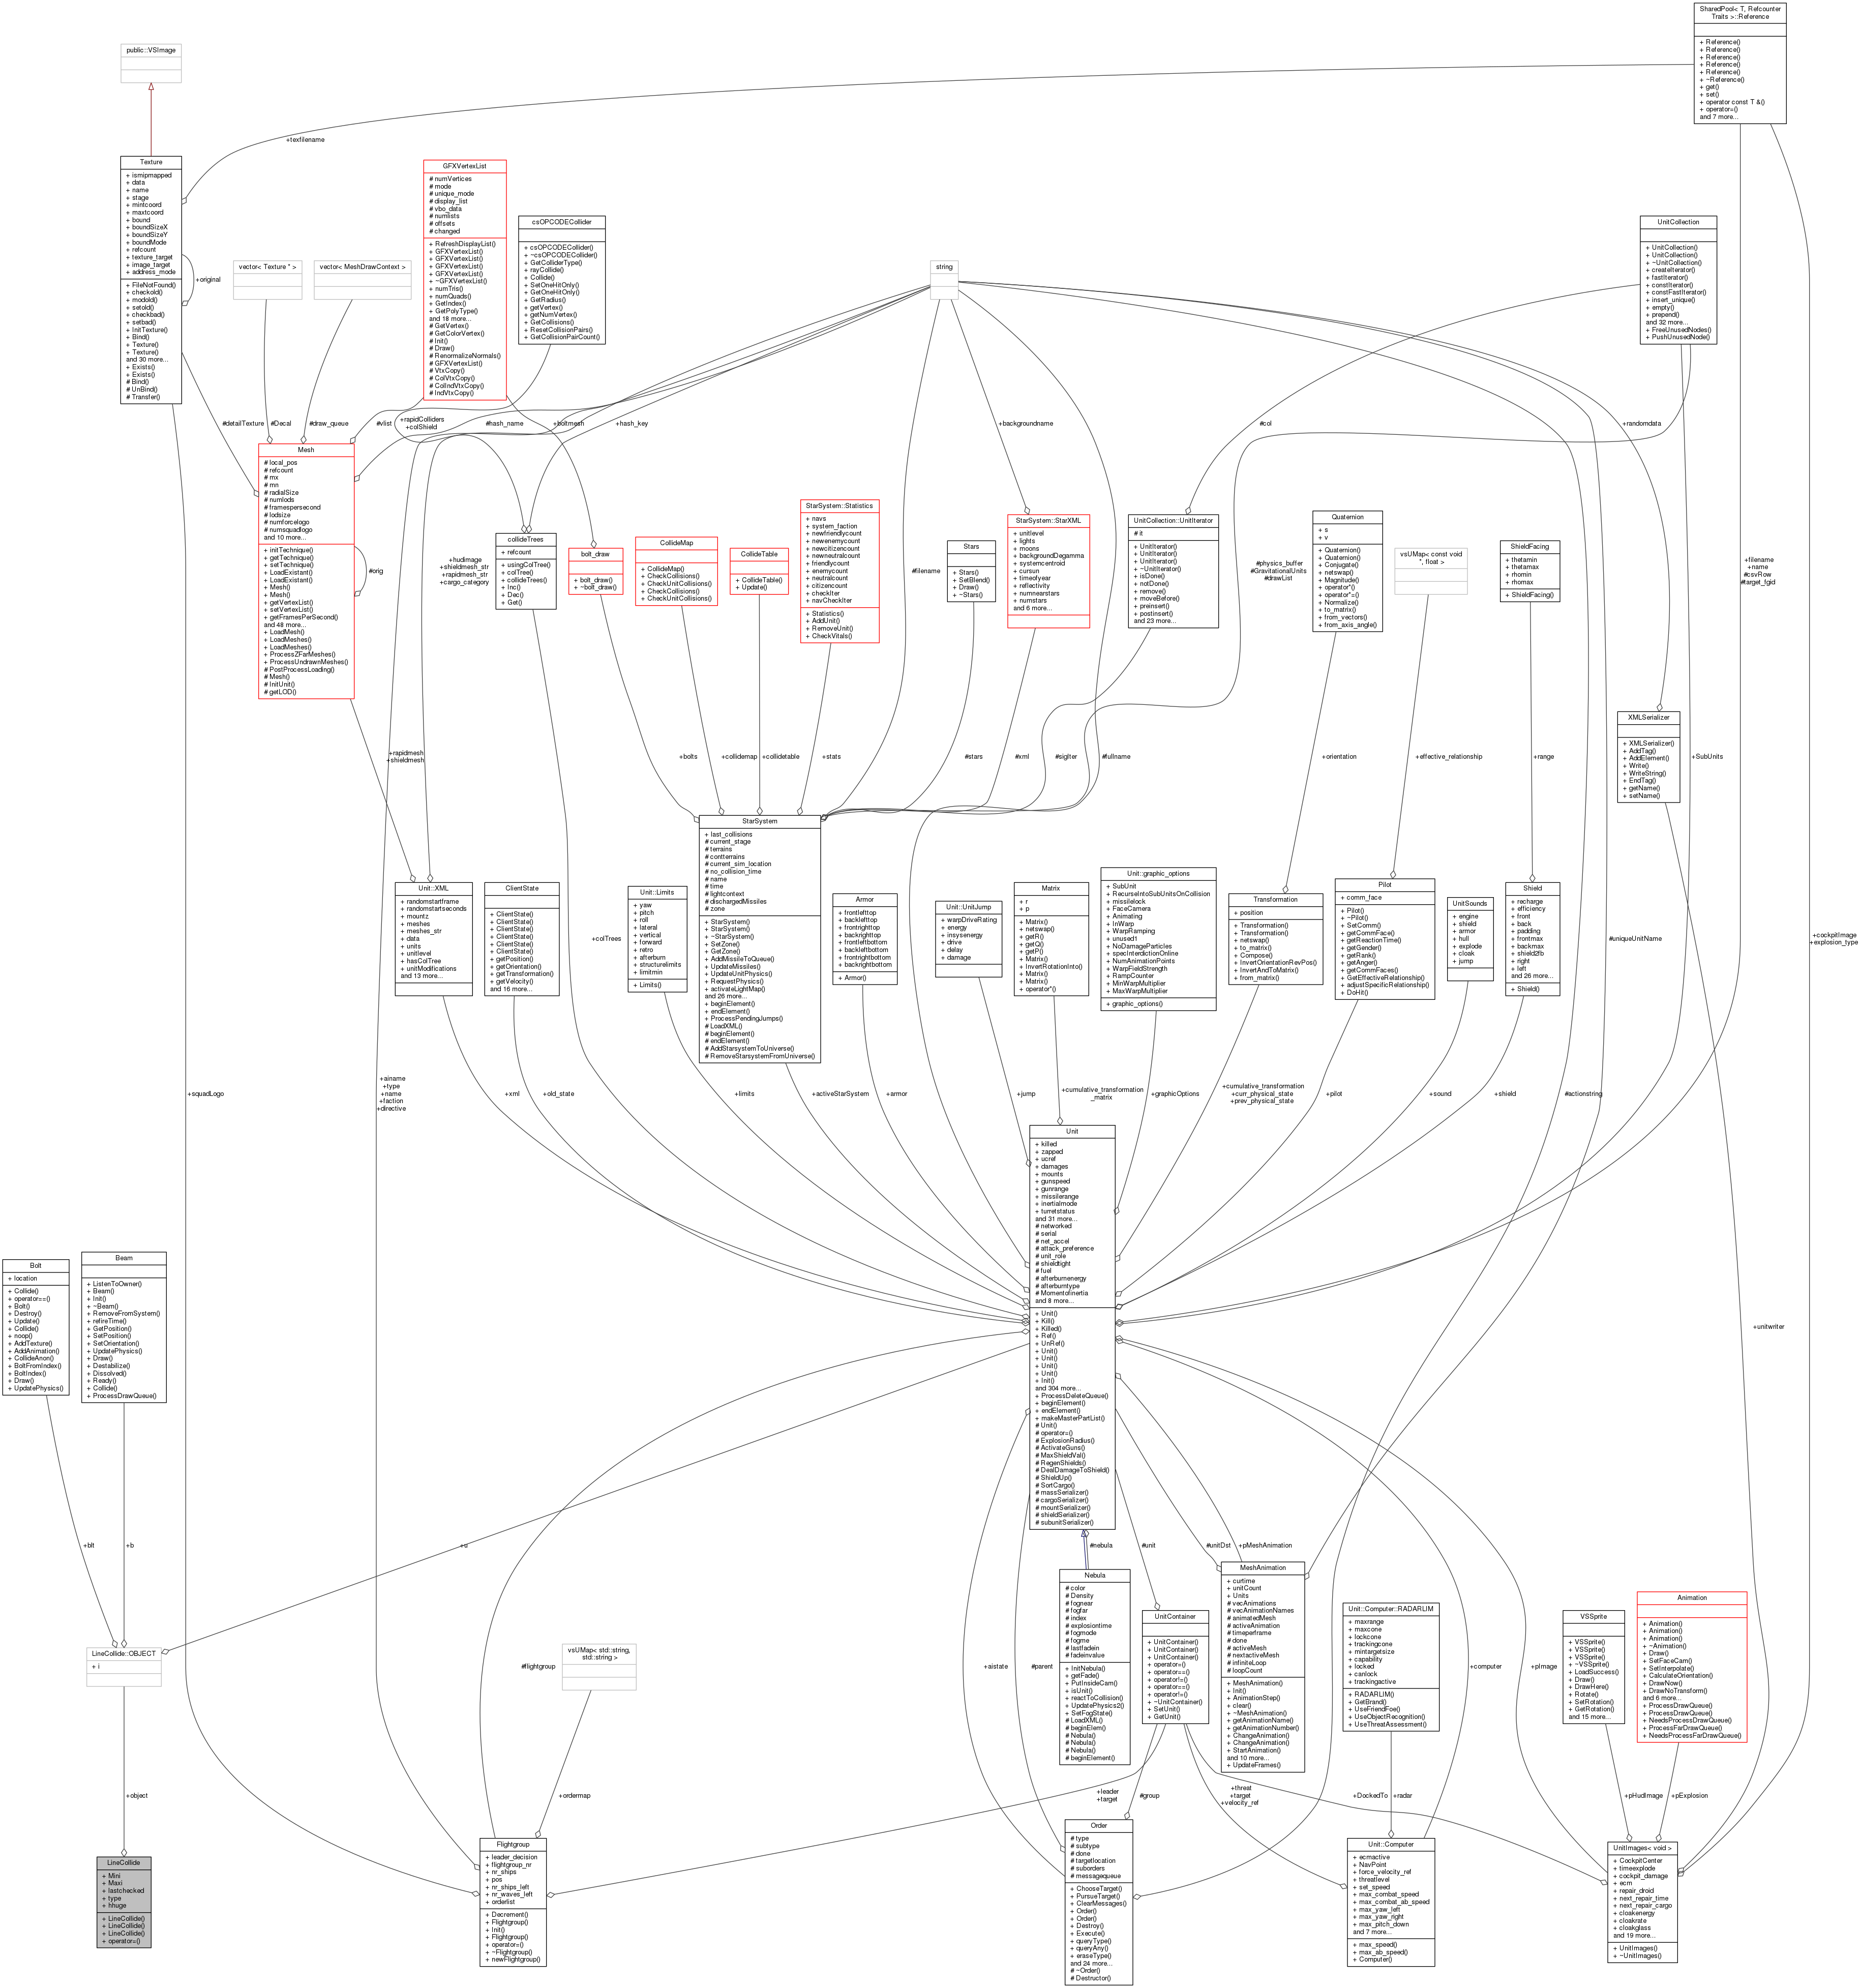 SharedPool< T, Refcounter
Traits >::Reference
+ Reference()
+ Reference()
+ Reference()
+ Reference()
+ Reference()
+ ~Reference()
+ get()
+ set()
+ operator const T &()
+ operator=()
and 7 more...
public::VSImage
+texfilename
Texture
+ ismipmapped
+ data
+ name
+ stage
+ mintcoord
+ maxtcoord
+ bound
+ boundSizeX
+ boundSizeY
+ boundMode
+ refcount
+ texture_target
+ image_target
+ address_mode
+ FileNotFound()
+ checkold()
+ modold()
+ setold()
+ checkbad()
+ setbad()
+ InitTexture()
+ Bind()
+ Texture()
+ Texture()
and 30 more...
+ Exists()
+ Exists()
# Bind()
# UnBind()
# Transfer()
+original
vector< Texture * >
vector< MeshDrawContext >
GFXVertexList
# numVertices
# mode
# unique_mode
# display_list
# vbo_data
# numlists
# offsets
# changed
+ RefreshDisplayList()
+ GFXVertexList()
+ GFXVertexList()
+ GFXVertexList()
+ GFXVertexList()
+ ~GFXVertexList()
+ numTris()
+ numQuads()
+ GetIndex()
+ GetPolyType()
and 18 more...
# GetVertex()
# GetColorVertex()
# Init()
# Draw()
# RenormalizeNormals()
# GFXVertexList()
# VtxCopy()
# ColVtxCopy()
# ColIndVtxCopy()
# IndVtxCopy()
csOPCODECollider
+ csOPCODECollider()
+ ~csOPCODECollider()
+ GetColliderType()
+ rayCollide()
+ Collide()
+ SetOneHitOnly()
+ GetOneHitOnly()
+ GetRadius()
+ getVertex()
+ getNumVertex()
+ GetCollisions()
+ ResetCollisionPairs()
+ GetCollisionPairCount()
string
UnitCollection
+ UnitCollection()
+ UnitCollection()
+ ~UnitCollection()
+ createIterator()
+ fastIterator()
+ constIterator()
+ constFastIterator()
+ insert_unique()
+ empty()
+ prepend()
and 32 more...
+ FreeUnusedNodes()
+ PushUnusedNode()
#detailTexture
#Decal
#draw_queue
#vlist
+rapidColliders
+colShield
#hash_name
+boltmesh
+hash_key
+backgroundname
#col
+randomdata
Mesh
# local_pos
# refcount
# mx
# mn
# radialSize
# numlods
# framespersecond
# lodsize
# numforcelogo
# numsquadlogo
and 10 more...
+ initTechnique()
+ getTechnique()
+ setTechnique()
+ LoadExistant()
+ LoadExistant()
+ Mesh()
+ Mesh()
+ getVertexList()
+ setVertexList()
+ getFramesPerSecond()
and 48 more...
+ LoadMesh()
+ LoadMeshes()
+ LoadMeshes()
+ ProcessZFarMeshes()
+ ProcessUndrawnMeshes()
# PostProcessLoading()
# Mesh()
# InitUnit()
# getLOD()
#orig
+hudimage
+shieldmesh_str
+rapidmesh_str
+cargo_category
collideTrees
+ refcount
+ usingColTree()
+ colTree()
+ collideTrees()
+ Inc()
+ Dec()
+ Get()
bolt_draw
+ bolt_draw()
+ ~bolt_draw()
CollideMap
+ CollideMap()
+ CheckCollisions()
+ CheckUnitCollisions()
+ CheckCollisions()
+ CheckUnitCollisions()
CollideTable
+ CollideTable()
+ Update()
StarSystem::Statistics
+ navs
+ system_faction
+ newfriendlycount
+ newenemycount
+ newcitizencount
+ newneutralcount
+ friendlycount
+ enemycount
+ neutralcount
+ citizencount
+ checkIter
+ navCheckIter
+ Statistics()
+ AddUnit()
+ RemoveUnit()
+ CheckVitals()
#filename
Stars
+ Stars()
+ SetBlend()
+ Draw()
+ ~Stars()
StarSystem::StarXML
+ unitlevel
+ lights
+ moons
+ backgroundDegamma
+ systemcentroid
+ cursun
+ timeofyear
+ reflectivity
+ numnearstars
+ numstars
and 6 more...
UnitCollection::UnitIterator
# it
+ UnitIterator()
+ UnitIterator()
+ UnitIterator()
+ ~UnitIterator()
+ isDone()
+ notDone()
+ remove()
+ moveBefore()
+ preinsert()
+ postinsert()
and 23 more...
#physics_buffer
#GravitationalUnits
#drawList
Quaternion
+ s
+ v
+ Quaternion()
+ Quaternion()
+ Conjugate()
+ netswap()
+ Magnitude()
+ operator*()
+ operator*=()
+ Normalize()
+ to_matrix()
+ from_vectors()
+ from_axis_angle()
vsUMap< const void
*, float >
ShieldFacing
+ thetamin
+ thetamax
+ rhomin
+ rhomax
+ ShieldFacing()
+filename
+name
#csvRow
#target_fgid
XMLSerializer
+ XMLSerializer()
+ AddTag()
+ AddElement()
+ Write()
+ WriteString()
+ EndTag()
+ getName()
+ setName()
+rapidmesh
+shieldmesh
+bolts
+collidemap
+collidetable
+stats
#stars
#xml
#sigIter
#fullname
+orientation
+effective_relationship
+range
+SubUnits
StarSystem
+ last_collisions
# current_stage
# terrains
# contterrains
# current_sim_location
# no_collision_time
# name
# time
# lightcontext
# dischargedMissiles
# zone
+ StarSystem()
+ StarSystem()
+ ~StarSystem()
+ SetZone()
+ GetZone()
+ AddMissileToQueue()
+ UpdateMissiles()
+ UpdateUnitPhysics()
+ RequestPhysics()
+ activateLightMap()
and 26 more...
+ beginElement()
+ endElement()
+ ProcessPendingJumps()
# LoadXML()
# beginElement()
# endElement()
# AddStarsystemToUniverse()
# RemoveStarsystemFromUniverse()
Unit::XML
+ randomstartframe
+ randomstartseconds
+ mountz
+ meshes
+ meshes_str
+ data
+ units
+ unitlevel
+ hasColTree
+ unitModifications
and 13 more...
ClientState
+ ClientState()
+ ClientState()
+ ClientState()
+ ClientState()
+ ClientState()
+ ClientState()
+ getPosition()
+ getOrientation()
+ getTransformation()
+ getVelocity()
and 16 more...
+colTrees
Unit::Limits
+ yaw
+ pitch
+ roll
+ lateral
+ vertical
+ forward
+ retro
+ afterburn
+ structurelimits
+ limitmin
+ Limits()
Armor
+ frontlefttop
+ backlefttop
+ frontrighttop
+ backrighttop
+ frontleftbottom
+ backleftbottom
+ frontrightbottom
+ backrightbottom
+ Armor()
Unit::UnitJump
+ warpDriveRating
+ energy
+ insysenergy
+ drive
+ delay
+ damage
Matrix
+ r
+ p
+ Matrix()
+ netswap()
+ getR()
+ getQ()
+ getP()
+ Matrix()
+ InvertRotationInto()
+ Matrix()
+ Matrix()
+ operator*()
Unit::graphic_options
+ SubUnit
+ RecurseIntoSubUnitsOnCollision
+ missilelock
+ FaceCamera
+ Animating
+ InWarp
+ WarpRamping
+ unused1
+ NoDamageParticles
+ specInterdictionOnline
+ NumAnimationPoints
+ WarpFieldStrength
+ RampCounter
+ MinWarpMultiplier
+ MaxWarpMultiplier
+ graphic_options()
Transformation
+ position
+ Transformation()
+ Transformation()
+ netswap()
+ to_matrix()
+ Compose()
+ InvertOrientationRevPos()
+ InvertAndToMatrix()
+ from_matrix()
Pilot
+ comm_face
+ Pilot()
+ ~Pilot()
+ SetComm()
+ getCommFace()
+ getReactionTime()
+ getGender()
+ getRank()
+ getAnger()
+ getCommFaces()
+ GetEffectiveRelationship()
+ adjustSpecificRelationship()
+ DoHit()
UnitSounds
+ engine
+ shield
+ armor
+ hull
+ explode
+ cloak
+ jump
Shield
+ recharge
+ efficiency
+ front
+ back
+ padding
+ frontmax
+ backmax
+ shield2fb
+ right
+ left
and 26 more...
+ Shield()
#uniqueUnitName
+cockpitImage
+explosion_type
+squadLogo
+ainame
+type
+name
+faction
+directive
+xml
+old_state
+limits
+activeStarSystem
+armor
+jump
+cumulative_transformation
_matrix
+graphicOptions
+cumulative_transformation
+curr_physical_state
+prev_physical_state
+pilot
+sound
+shield
#actionstring
Unit
+ killed
+ zapped
+ ucref
+ damages
+ mounts
+ gunspeed
+ gunrange
+ missilerange
+ inertialmode
+ turretstatus
and 31 more...
# networked
# serial
# net_accel
# attack_preference
# unit_role
# shieldtight
# fuel
# afterburnenergy
# afterburntype
# Momentofinertia
and 8 more...
+ Unit()
+ Kill()
+ Killed()
+ Ref()
+ UnRef()
+ Unit()
+ Unit()
+ Unit()
+ Unit()
+ Init()
and 304 more...
+ ProcessDeleteQueue()
+ beginElement()
+ endElement()
+ makeMasterPartList()
# Unit()
# operator=()
# ExplosionRadius()
# ActivateGuns()
# MaxShieldVal()
# RegenShields()
# DealDamageToShield()
# ShieldUp()
# SortCargo()
# massSerializer()
# cargoSerializer()
# mountSerializer()
# shieldSerializer()
# subunitSerializer()
+unitwriter
Bolt
+ location
+ Collide()
+ operator==()
+ Bolt()
+ Destroy()
+ Update()
+ Collide()
+ noop()
+ AddTexture()
+ AddAnimation()
+ CollideAnon()
+ BoltFromIndex()
+ BoltIndex()
+ Draw()
+ UpdatePhysics()
Beam
+ ListenToOwner()
+ Beam()
+ Init()
+ ~Beam()
+ RemoveFromSystem()
+ refireTime()
+ GetPosition()
+ SetPosition()
+ SetOrientation()
+ UpdatePhysics()
+ Draw()
+ Destabilize()
+ Dissolved()
+ Ready()
+ Collide()
+ ProcessDrawQueue()
+blt
+b
+u
#nebula
#unit
#unitDst
+pMeshAnimation
LineCollide::OBJECT
+ i
#flightgroup
vsUMap< std::string,
std::string >
+aistate
#parent
Nebula
# color
# Density
# fognear
# fogfar
# index
# explosiontime
# fogmode
# fogme
# lastfadein
# fadeinvalue
+ InitNebula()
+ getFade()
+ PutInsideCam()
+ isUnit()
+ reactToCollision()
+ UpdatePhysics2()
+ SetFogState()
# LoadXML()
# beginElem()
# Nebula()
# Nebula()
# Nebula()
# beginElement()
UnitContainer
+ UnitContainer()
+ UnitContainer()
+ UnitContainer()
+ operator=()
+ operator==()
+ operator!=()
+ operator==()
+ operator!=()
+ ~UnitContainer()
+ SetUnit()
+ GetUnit()
MeshAnimation
+ curtime
+ unitCount
+ Units
# vecAnimations
# vecAnimationNames
# animatedMesh
# activeAnimation
# timeperframe
# done
# activeMesh
# nextactiveMesh
# infiniteLoop
# loopCount
+ MeshAnimation()
+ Init()
+ AnimationStep()
+ clear()
+ ~MeshAnimation()
+ getAnimationName()
+ getAnimationNumber()
+ ChangeAnimation()
+ ChangeAnimation()
+ StartAnimation()
and 10 more...
+ UpdateFrames()
Unit::Computer::RADARLIM
+ maxrange
+ maxcone
+ lockcone
+ trackingcone
+ mintargetsize
+ capability
+ locked
+ canlock
+ trackingactive
+ RADARLIM()
+ GetBrand()
+ UseFriendFoe()
+ UseObjectRecognition()
+ UseThreatAssessment()
+computer
+pImage
VSSprite
+ VSSprite()
+ VSSprite()
+ VSSprite()
+ ~VSSprite()
+ LoadSuccess()
+ Draw()
+ DrawHere()
+ Rotate()
+ SetRotation()
+ GetRotation()
and 15 more...
Animation
+ Animation()
+ Animation()
+ Animation()
+ ~Animation()
+ Draw()
+ SetFaceCam()
+ SetInterpolate()
+ CalculateOrientation()
+ DrawNow()
+ DrawNoTransform()
and 6 more...
+ ProcessDrawQueue()
+ ProcessDrawQueue()
+ NeedsProcessDrawQueue()
+ ProcessFarDrawQueue()
+ NeedsProcessFarDrawQueue()
+object
+ordermap
+leader
+target
#group
+threat
+target
+velocity_ref
+DockedTo
+radar
+pHudImage
+pExplosion
LineCollide
+ Mini
+ Maxi
+ lastchecked
+ type
+ hhuge
+ LineCollide()
+ LineCollide()
+ LineCollide()
+ operator=()
Flightgroup
+ leader_decision
+ flightgroup_nr
+ nr_ships
+ pos
+ nr_ships_left
+ nr_waves_left
+ orderlist
+ Decrement()
+ Flightgroup()
+ Init()
+ Flightgroup()
+ operator=()
+ ~Flightgroup()
+ newFlightgroup()
Order
# type
# subtype
# done
# targetlocation
# suborders
# messagequeue
+ ChooseTarget()
+ PursueTarget()
+ ClearMessages()
+ Order()
+ Order()
+ Destroy()
+ Execute()
+ queryType()
+ queryAny()
+ eraseType()
and 24 more...
# ~Order()
# Destructor()
Unit::Computer
+ ecmactive
+ NavPoint
+ force_velocity_ref
+ threatlevel
+ set_speed
+ max_combat_speed
+ max_combat_ab_speed
+ max_yaw_left
+ max_yaw_right
+ max_pitch_down
and 7 more...
+ max_speed()
+ max_ab_speed()
+ Computer()
UnitImages< void >
+ CockpitCenter
+ timeexplode
+ cockpit_damage
+ ecm
+ repair_droid
+ next_repair_time
+ next_repair_cargo
+ cloakenergy
+ cloakrate
+ cloakglass
and 19 more...
+ UnitImages()
+ ~UnitImages()